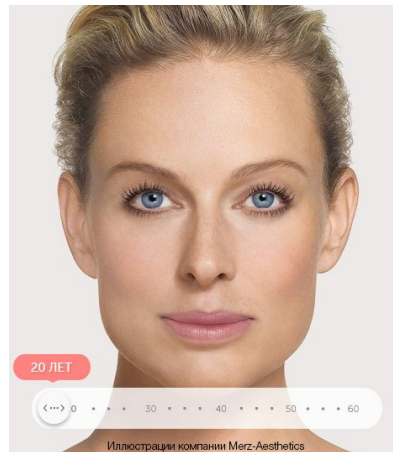 20 ЛЕТ
<···> 0 • • • 30 • • • 40 • • • 50 • • • 60
Иллюстрации компании Merz-Aesthetics